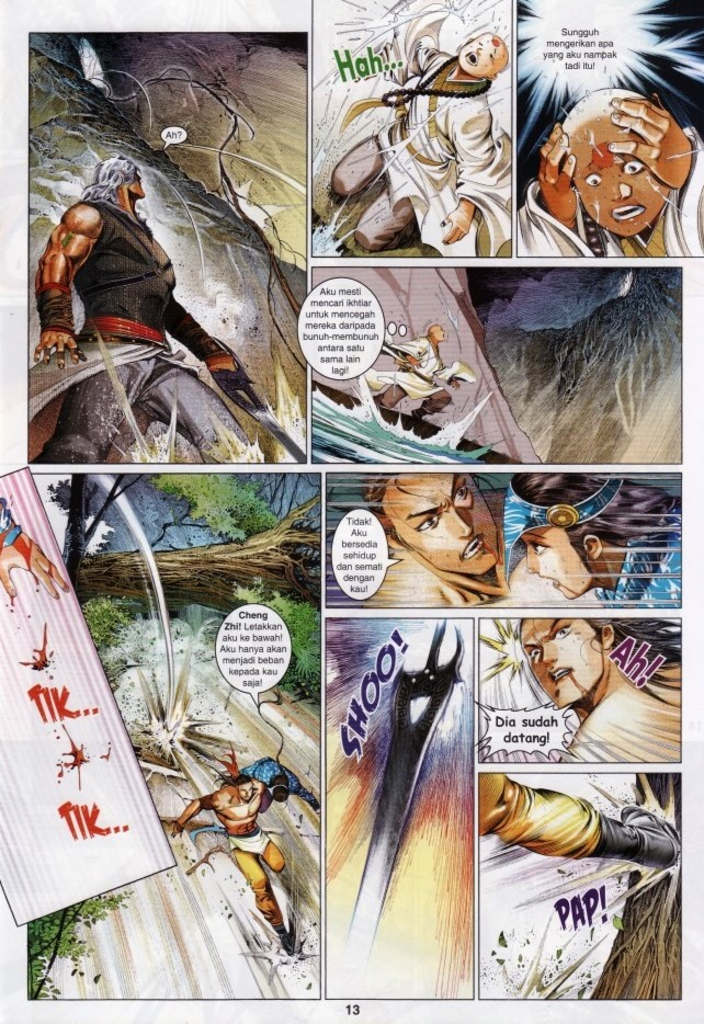 Ah?
Hah...
Sungguh
mengerikan apa
yang aku nampak
tadi itu!
Aku mesti
mencari ikhtiar
untuk mencegah
mereka daripada
bunuh-membunuh
antara satu
sama lain
lagi!
TIK...
TIK...
Cheng
Zhi! Letakkan
aku ke bawah!
Aku hanya akan
menjadi beban
kepada kau
saja!
Tidak!
Aku
bersedia
sehidup
dan semati
dengan
kau!
SHOO!
Ah!
Dia sudah
datang!
PAP!
13